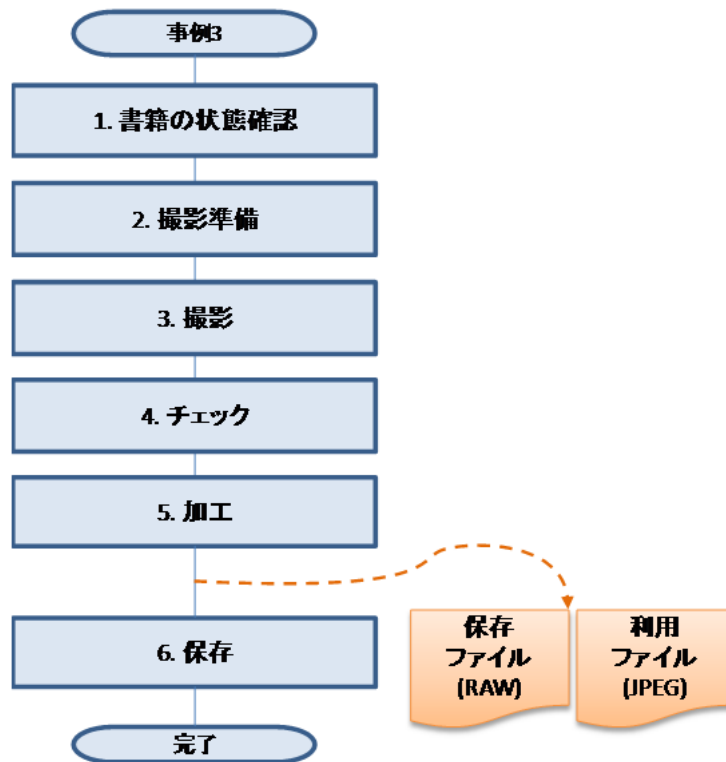 事例3
1. 書籍の状態確認
2. 撮影準備
3. 撮影
4. チェック
5. 加工
6. 保存
保存
ファイル
(RAW)
利用
ファイル
(JPEG)
完了